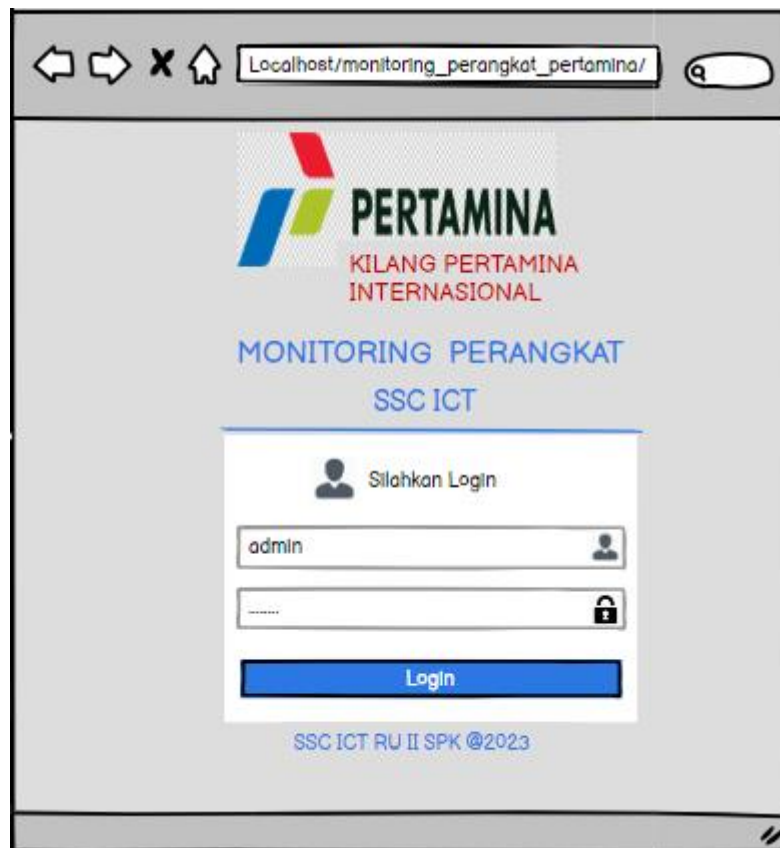 Localhost/monitoring_perangkat_pertamina/
PERTAMINA
KILANG PERTAMINA
INTERNASIONAL
MONITORING PERANGKAT
SSC ICT
Silahkan Login
admin
Login
SSC ICT RU II SPK @2023